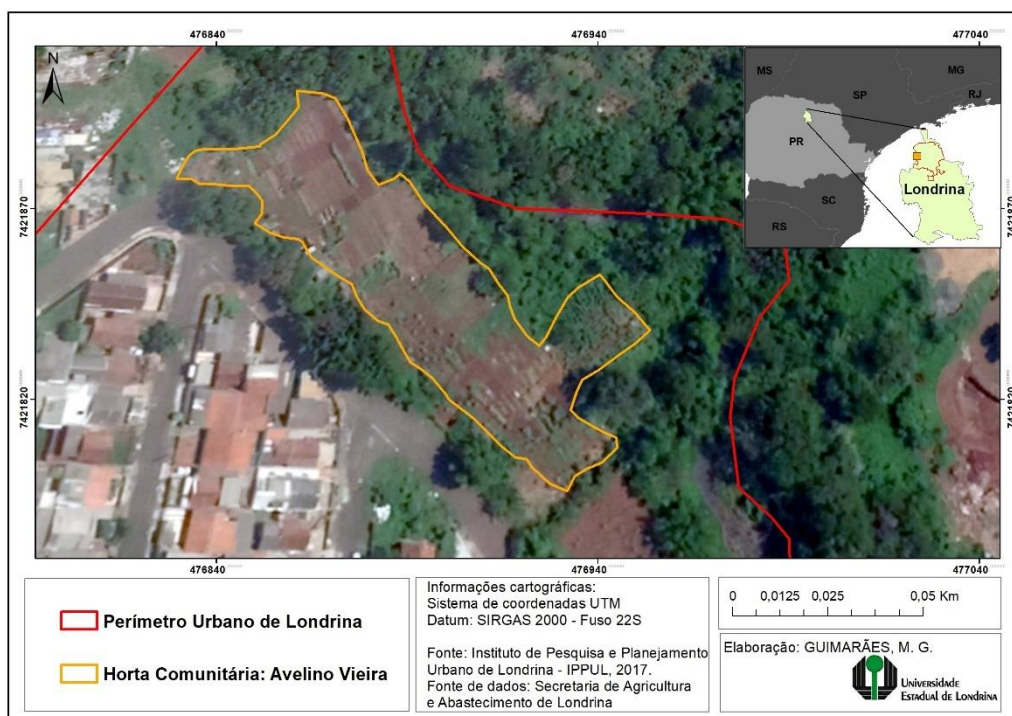 476840
476940
477040
N
MS
MG
SP
RJ
PR
SC
RS
Londrina
7421870
7421870
7421820
7421820
476840
476940
477040
Perímetro Urbano de Londrina
Horta Comunitária: Avelino Vieira
Informações cartográficas:
Sistema de coordenadas UTM
Datum: SIRGAS 2000 - Fuso 22S
Fonte: Instituto de Pesquisa e Planejamento
Urbano de Londrina - IPPUL, 2017.
Fonte de dados: Secretaria de Agricultura
e Abastecimento de Londrina
0 0,0125 0,025 0,05 Km
Elaboração: GUIMARÃES, M. G.
Universidade
Estadual de Londrina